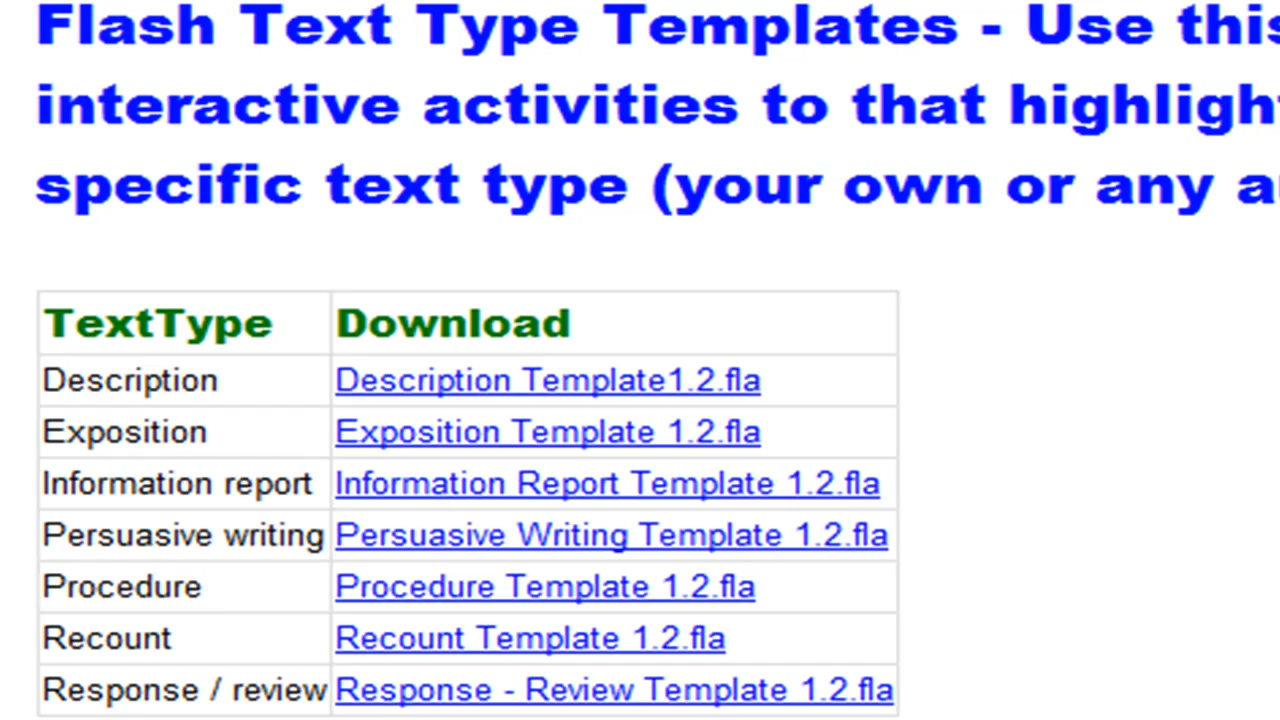 Flash Text Type Templates - Use this
interactive activities to that highlight
specific text type (your own or any
TextType Download
Description Description Template1.2.fla
Exposition Exposition Template 1.2.fla
Information report Information Report Template 1.2.fla
Persuasive writing Persuasive Writing Template 1.2.fla
Procedure Procedure Template 1.2.fla
Recount Recount Template 1.2.fla
Response / review Response - Review Template 1.2.fla